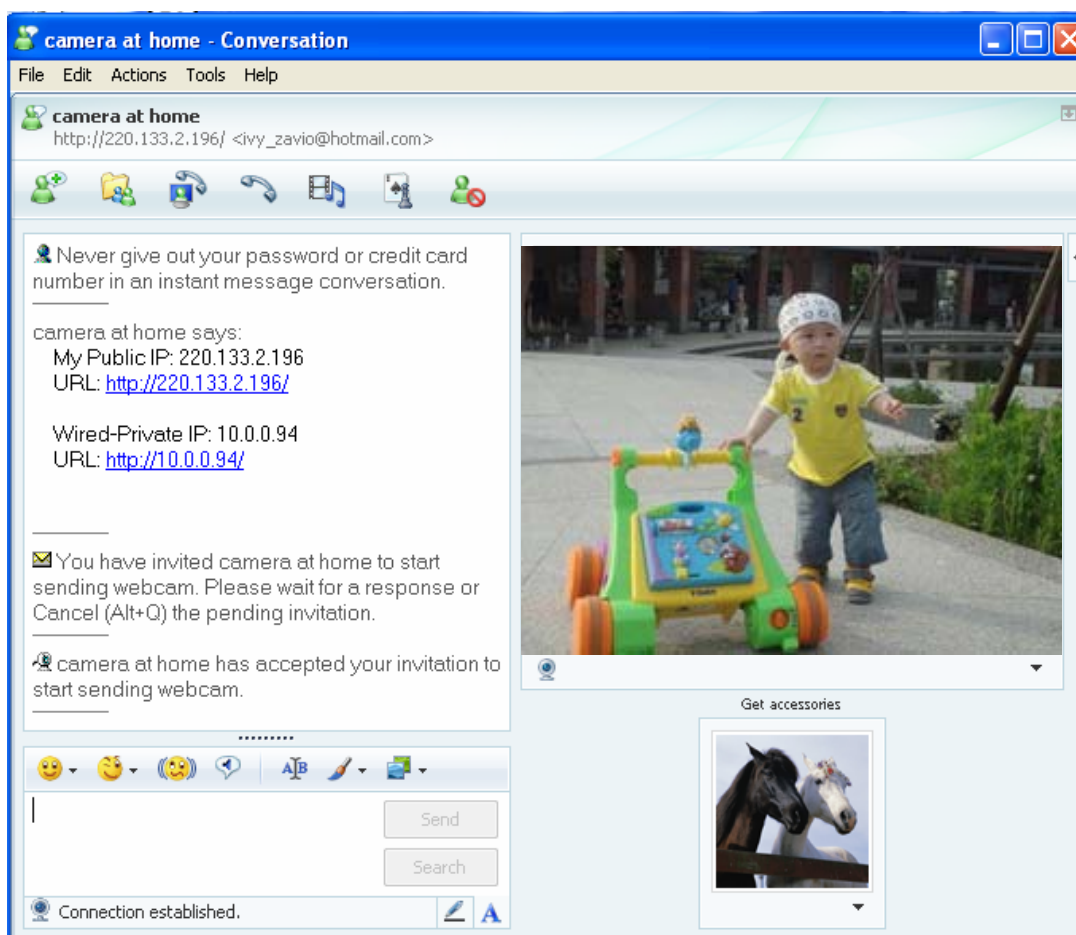 camera at home - Conversation
File Edit Actions Tools Help
camera at home
http://220.133.2.196/ <ivy_zavio@hotmail.com>
Never give out your password or credit card
number in an instant message conversation.
camera at home says:
My Public IP: 220.133.2.196
URL: http://220.133.2.196/
Wired-Private IP: 10.0.0.94
URL: http://10.0.0.94/
You have invited camera at home to start
sending webcam. Please wait for a response or
Cancel (Alt+Q) the pending invitation.
camera at home has accepted your invitation to
start sending webcam.
2
Get accessories
AB
Send
Search
Connection established.
A